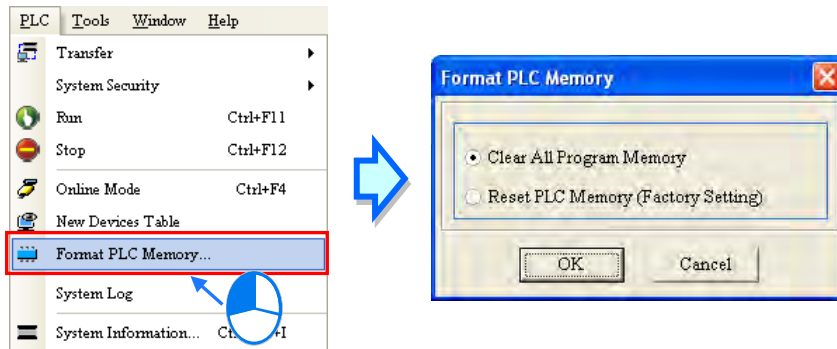 PLC Tools Window Help
Transfer
System Security
Run Ctrl+F11
Stop Ctrl+F12
Online Mode Ctrl+F4
New Devices Table
Format PLC Memory...
System Log
System Information...
Format PLC Memory
Clear All Program Memory
Reset PLC Memory (Factory Setting)
OK Cancel